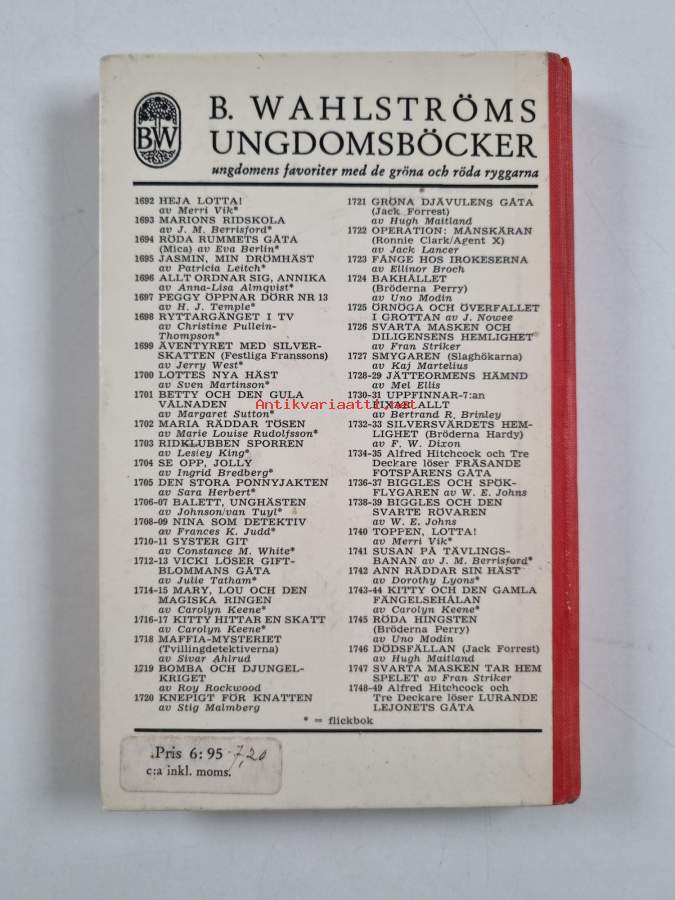 BW
B. WAHLSTRÖMS
UNGDOMSBÖCKER
ungdomens favoriter med de gröna och röda ryggarna
1692 HEJA LOTTA!
av Merri Vik*
1693 MARIONS RIDSKOLA
av J. M. Berrisford*
1694 RÖDA RUMMETS GÅTA
(Mica) av Eva Berlin*
1695 JASMIN, MIN DRÖMHÄST
av Patricia Leitch*
1696 ALLT ORDNAR SIG, ANNIKA
av Anna-Lisa Almqvist*
1697 PEGGY ÖPPNAR DÖRR NR 13
av H. J. Temple*
1698 RYTTARGÄNGET I TV
av Christine Pullein-
Thompson*
1699 ÄVENTYRET MED SILVER-
SKATTEN (Festliga Franssons)
av Jerry West*
1700 LOTTES NYA HÄST
av Sven Martinson*
1701 BETTY OCH DEN GULA
VÅLNADEN
av Margaret Sutton*
1702 MARIA RÄDDAR TÖSEN
av Marie Louise Rudolfsson*
1703 RIDKLUBBEN SPORREN
av Lesley King*
1704 SE OPP, JOLLY
av Ingrid Bredberg*
1705 DEN STORA PONNYJAKTEN
av Sara Herbert*
1706-07 BALETT, UNGHÄSTEN
av Johnson/van Tuyl*
1708-09 NINA SOM DETEKTIV
av Frances K. Judd*
1710-11 SYSTER GIT
av Constance M. White*
1712-13 VICKI LÖSER GIFT-
BLOMMANS GÅTA
av Julie Tatham*
1714-15 MARY, LOU OCH DEN
MAGISKA RINGEN
av Carolyn Keene*
1716-17 KITTY HITTAR EN SKATT
av Carolyn Keene*
1718 MAFFIA-MYSTERIET
(Tvillingdetektiverna)
av Sivar Ahlrud
1219 BOMBA OCH DJUNGEL-
KRIGET
av Roy Rockwood
1720 KNEPIGT FÖR KNATTEN
av Stig Malmberg
1721 GRÖNA DJÄVULENS GÅTA
(Jack Forrest)
av Hugh Maitland
1722 OPERATION: MÅNSKÄRAN
(Ronnie Clark/Agent X)
av Jack Lancer
1723 FÅNGE HOS IROKESERNA
av Ellinor Broch
1724 BAKHÅLLET
(Bröderna Perry)
av Uno Modin
1725 ÖRNÖGA OCH ÖVERFALLET
I GROTTAN av J. Nowee
1726 SVARTA MASKEN OCH
DILIGENSENS HEMLIGHET
av Fran Striker
1727 SMYGAREN (Slaghökarna)
av Kaj Martelius
1728-29 JÄTTEORMENS HÄMND
av Mel Ellis
1730-31 UPPFINNAR-7:an
FIXAR ALLT
av Bertrand R. Brinley
1732-33 SILVERSVÄRDETS HEM-
LIGHET (Bröderna Hardy)
av F. W. Dixon
1734-35 Alfred Hitchcock och Tre
Deckare löser FRÄSANDE
FOTSPÅRENS GÅTA
1736-37 BIGGLES OCH SPÖK-
FLYGAREN av W. E. Johns
1738-39 BIGGLES OCH DEN
SVARTE RÖVAREN
av W. E. Johns
1740 TOPPEN, LOTTA!
av Merri Vik*
1741 SUSAN PÅ TÄVLINGS-
BANAN av J. M. Berrisford*
1742 ANN RÄDDAR SIN HÄST
av Dorothy Lyons*
1743-44 KITTY OCH DEN GAMLA
FÄNGELSEHÅLAN
av Carolyn Keene*
1745 RÖDA HINGSTEN
(Bröderna Perry)
av Uno Modin
1746 DÖDSFÄLLAN (Jack Forrest)
av Hugh Maitland
1747 SVARTA MASKEN TAR HEM
SPELET av Fran Striker
1748-49 Alfred Hitchcock och
Tre Deckare löser LURANDE
LEJONETS GÅTA
* = flickbok
Antikvariaatti.net
Pris 6:95 7,20
c:a inkl. moms.